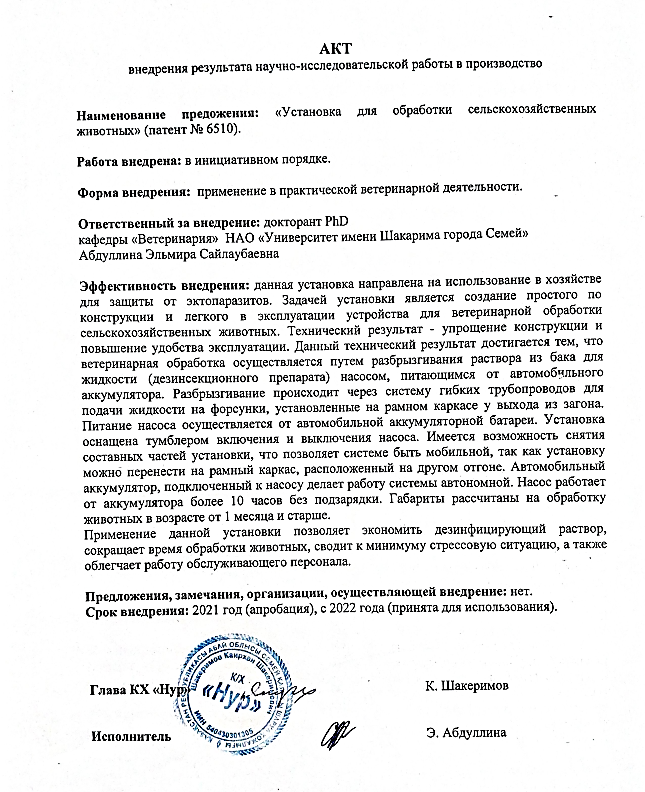 АКТ
внедрения результата научно-исследовательской работы в производство
Наименование предожения: «Установка для обработки сельскохозяйственных
животных» (патент № 6510).
Работа внедрена: в инициативном порядке.
Форма внедрения: применение в практической ветеринарной деятельности.
Ответственный за внедрение: докторант PhD
кафедры «Ветеринария» НАО «Университет имени Шакарима города Семей»
Абдуллина Эльмира Сайлаубаевна
Эффективность внедрения: данная установка направлена на использование в хозяйстве
для защиты от эктопаразитов. Задачей установки является создание простого по
конструкции и легкого в эксплуатации устройства для ветеринарной обработки
сельскохозяйственных животных. Технический результат - упрощение конструкции и
повышение удобства эксплуатации. Данный технический результат достигается тем, что
ветеринарная обработка осуществляется путем разбрызгивания раствора из бака для
жидкости (дезинсекционного препарата) насосом, питающимся от автомобильного
аккумулятора. Разбрызгивание происходит через систему гибких трубопроводов для
подачи жидкости на форсунки, установленные на рамном каркасе у выхода из загона.
Питание насоса осуществляется от автомобильной аккумуляторной батареи. Установка
оснащена тумблером включения и выключения насоса. Имеется возможность снятия
составных частей установки, что позволяет системе быть мобильной, так как установку
можно перенести на рамный каркас, расположенный на другом отгоне. Автомобильный
аккумулятор, подключенный к насосу делает работу системы автономной. Насос работает
от аккумулятора более 10 часов без подзарядки. Габариты рассчитаны на обработку
животных в возрасте от 1 месяца и старше.
Применение данной установки позволяет экономить дезинфицирующий раствор,
сокращает время обработки животных, сводит к минимуму стрессовую ситуацию, а также
облегчает работу обслуживающего персонала.
Предложения, замечания, организации, осуществляющей внедрение: нет.
Срок внедрения: 2021 год (апробация), с 2022 года (принята для использования).
Глава КХ «Нур»
К. Шакеримов
К/Х
«Нур»
Шакеримов Каирхан
ИИН 540430301305
Исполнитель
Э. Абдуллина